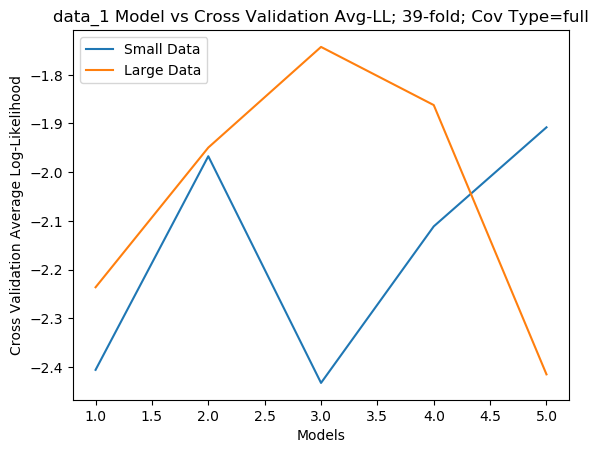 data_1 Model vs Cross Validation Avg-LL; 39-fold; Cov Type=full
Small Data
Large Data
Cross Validation Average Log-Likelihood
−1.8
−1.9
−2.0
−2.1
−2.2
−2.3
−2.4
1.0 1.5 2.0 2.5 3.0 3.5 4.0 4.5 5.0
Models